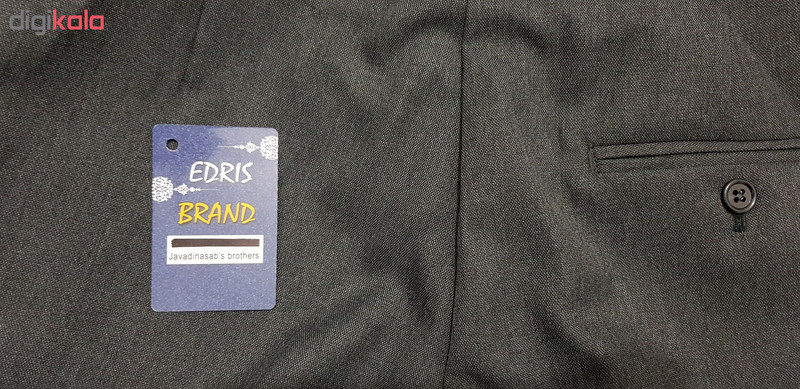 digikala
EDRIS
BRAND
Javadinasab's brothers